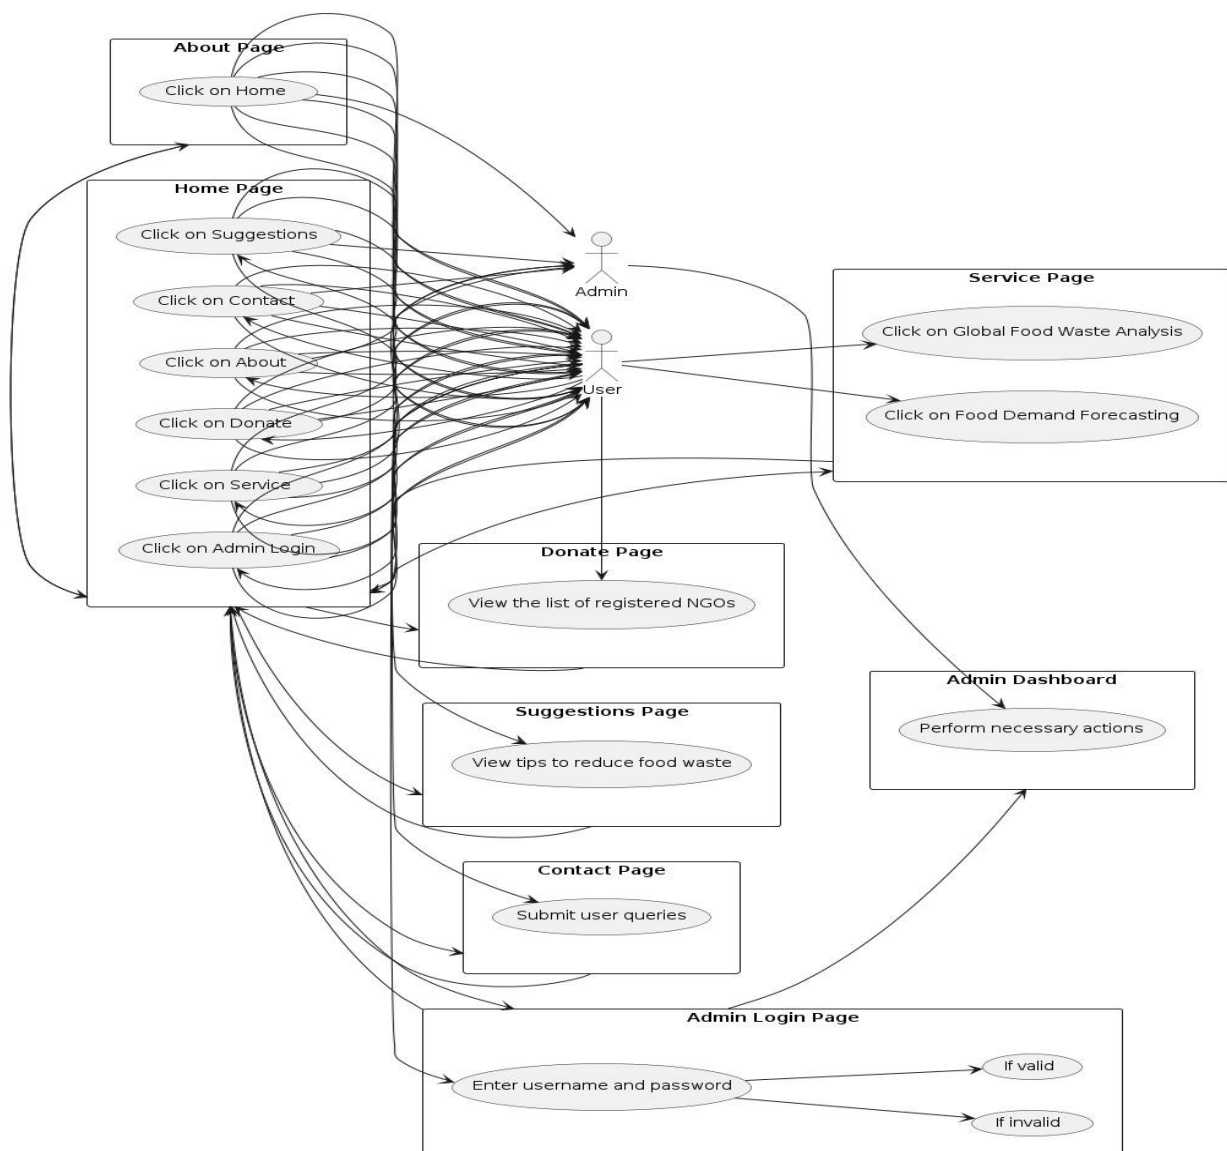 About Page
Click on Home
Home Page
Click on Suggestions
Click on Contact
Click on About
Click on Donate
Click on Service
Click on Admin Login
Admin
User
Service Page
Click on Global Food Waste Analysis
Click on Food Demand Forecasting
Donate Page
View the list of registered NGOs
Suggestions Page
View tips to reduce food waste
Admin Dashboard
Perform necessary actions
Contact Page
Submit user queries
Admin Login Page
Enter username and password
If valid
If invalid